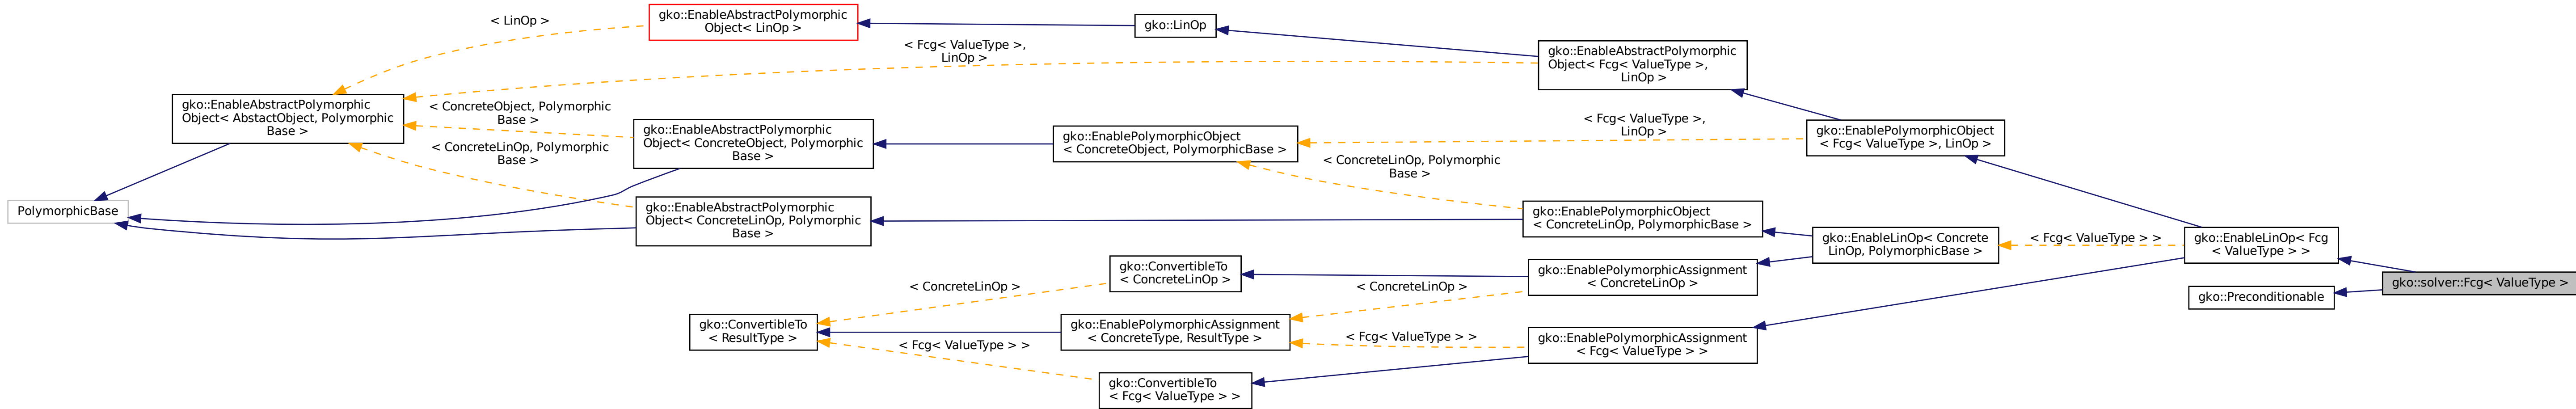 gko::EnableAbstractPolymorphic
Object< LinOp >
< LinOp >
gko::LinOp
< Fcg< ValueType >,
LinOp >
gko::EnableAbstractPolymorphic
Object< Fcg< ValueType >,
LinOp >
gko::EnableAbstractPolymorphic
Object< AbstactObject, Polymorphic
Base >
< ConcreteObject, Polymorphic
Base >
gko::EnableAbstractPolymorphic
Object< ConcreteObject, Polymorphic
Base >
gko::EnablePolymorphicObject
< ConcreteObject, PolymorphicBase >
< Fcg< ValueType >,
LinOp >
gko::EnablePolymorphicObject
< Fcg< ValueType >, LinOp >
< ConcreteLinOp, Polymorphic
Base >
< ConcreteLinOp, Polymorphic
Base >
PolymorphicBase
gko::EnableAbstractPolymorphic
Object< ConcreteLinOp, Polymorphic
Base >
gko::EnablePolymorphicObject
< ConcreteLinOp, PolymorphicBase >
gko::EnableLinOp< Concrete
LinOp, PolymorphicBase >
< Fcg< ValueType > >
gko::EnableLinOp< Fcg
< ValueType > >
gko::ConvertibleTo
< ConcreteLinOp >
gko::EnablePolymorphicAssignment
< ConcreteLinOp >
gko::solver::Fcg< ValueType >
< ConcreteLinOp >
< ConcreteLinOp >
gko::Preconditionable
gko::ConvertibleTo
< ResultType >
gko::EnablePolymorphicAssignment
< ConcreteType, ResultType >
< Fcg< ValueType > >
gko::EnablePolymorphicAssignment
< Fcg< ValueType > >
< Fcg< ValueType > >
gko::ConvertibleTo
< Fcg< ValueType > >